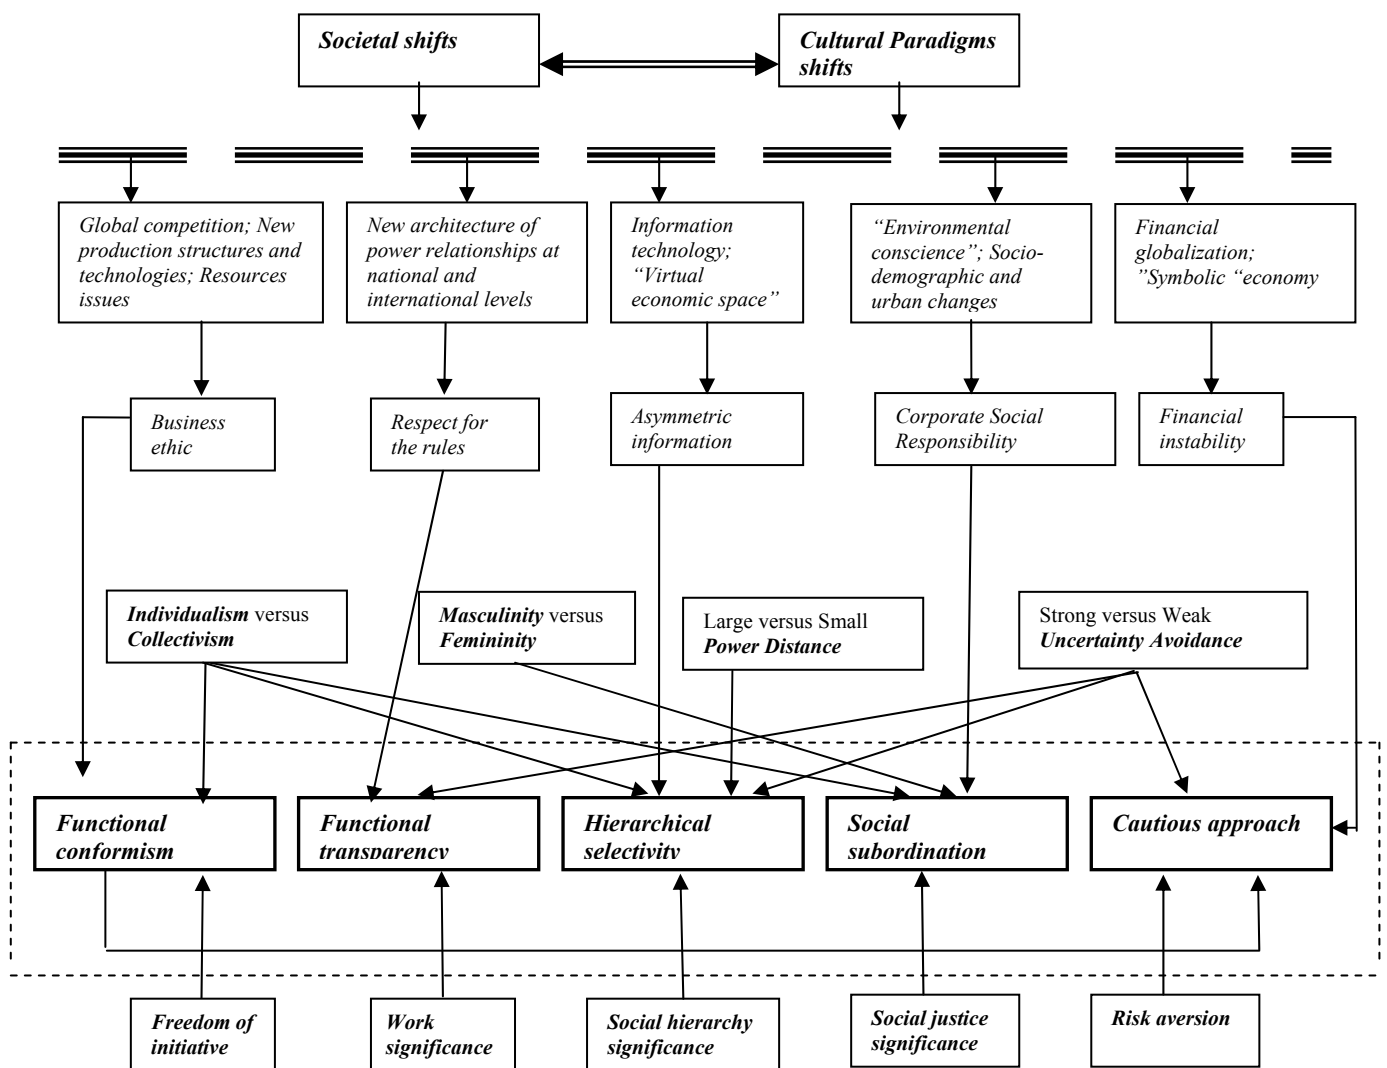 Societal shifts
Cultural Paradigms
shifts
Global competition; New
production structures and
technologies; Resources
issues
New architecture of
power relationships at
national and
international levels
Information
technology;
“Virtual
economic space”
“Environmental
conscience”; Socio-
demographic and
urban changes
Financial
globalization;
”Symbolic “economy
Business
ethic
Respect for
the rules
Asymmetric
information
Corporate Social
Responsibility
Financial
instability
Individualism versus
Collectivism
Masculinity versus
Femininity
Large versus Small
Power Distance
Strong versus Weak
Uncertainty Avoidance
Functional
conformism
Functional
transparency
Hierarchical
selectivity
Social
subordination
Cautious approach
Freedom of
initiative
Work
significance
Social hierarchy
significance
Social justice
significance
Risk aversion